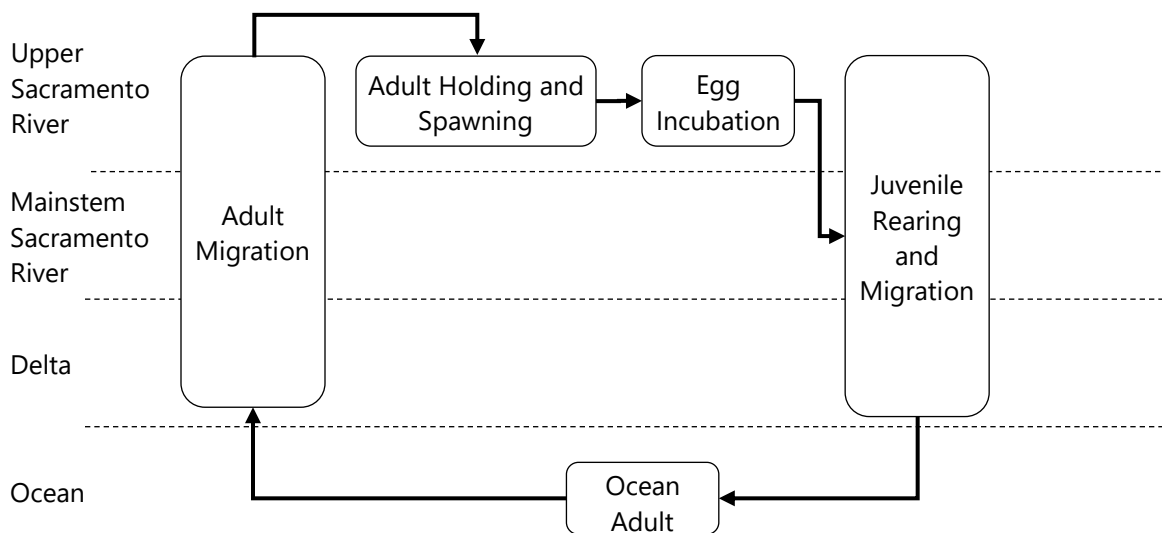 Upper
Sacramento
River
Adult Holding and
Spawning
Egg
Incubation
Mainstem
Sacramento
River
Adult
Migration
Juvenile
Rearing
and
Migration
Delta
Ocean
Ocean
Adult